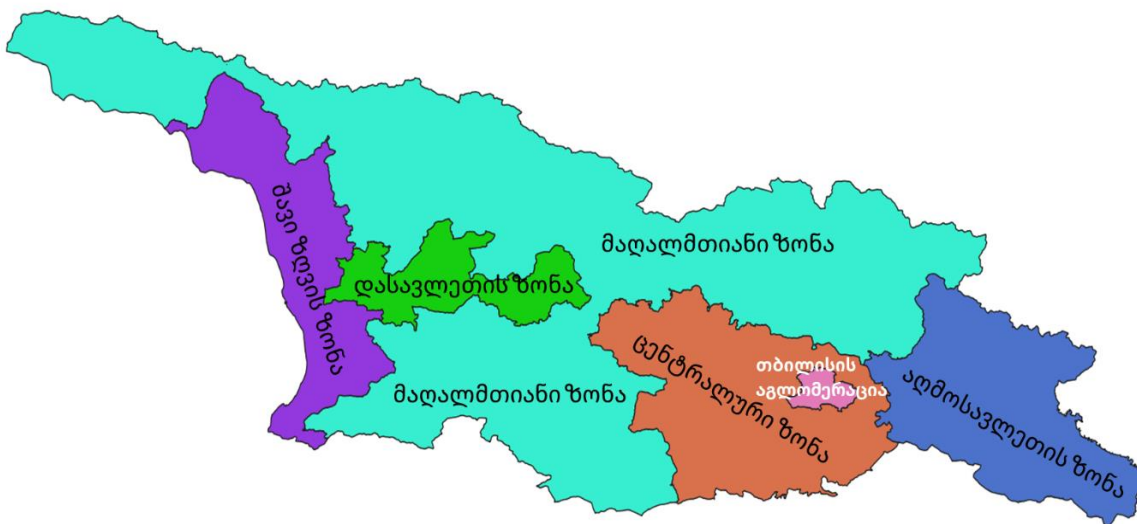 შავი ზღვის ზონა
დასავლეთის ზონა
მაღალმთიანი ზონა
მაღალმთიანი ზონა
ცენტრალური ზონა
თბილისის
აგლომერაცია
აღმოსავლეთის ზონა